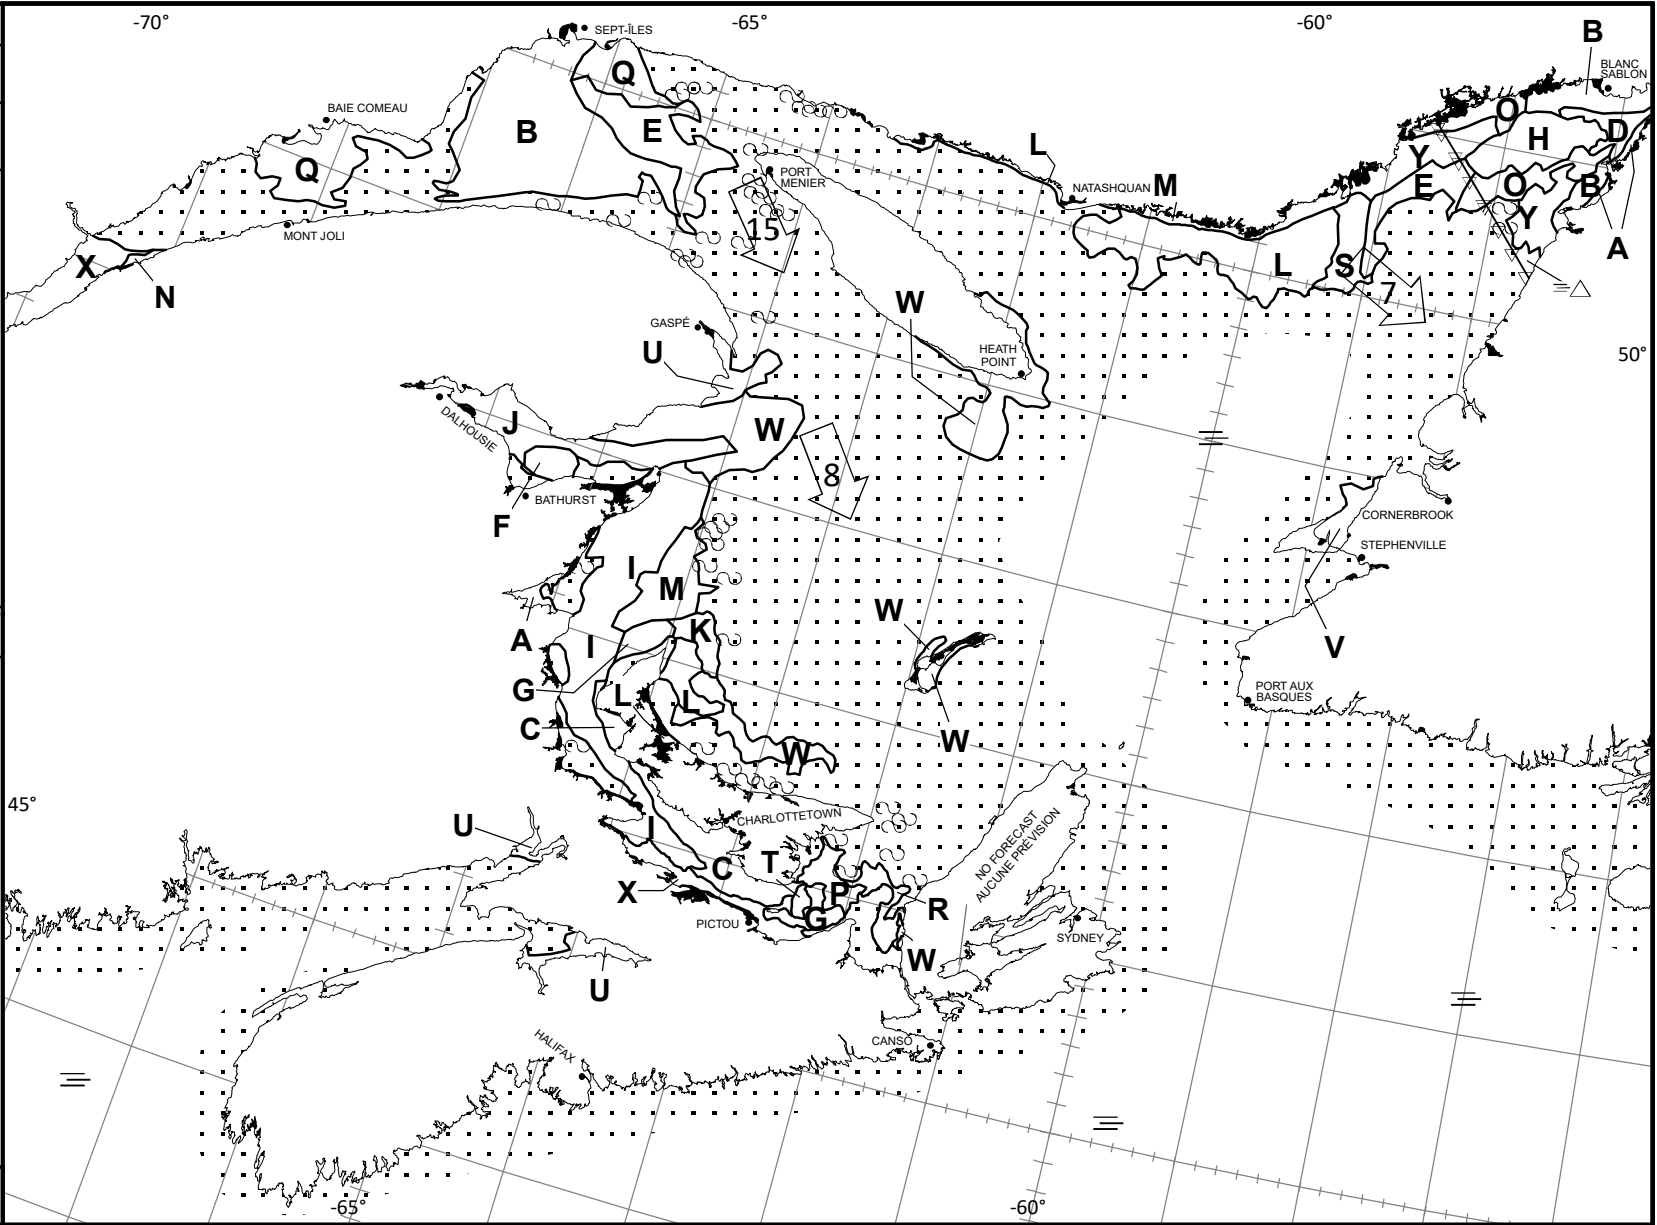 -70°
-65°
-60°
SEPT-ÎLES
B
BLANC
SABLON
Q
BAIE COMEAU
O
B
E
H
D
L
Y
Q
PORT
MENIER
NATASHQUAN
M
E
O
B
Y
MONT JOLI
15
A
X
L
S
N
7
W
GASPÉ
U
HEATH
POINT
50°
DALHOUSIE
J
W
8
BATHURST
F
CORNERBROOK
STEPHENVILLE
I
M
W
A
K
I
V
G
L
L
PORT AUX
BASQUES
C
W
W
45°
CHARLOTTETOWN
U
I
NO FORECAST
AUCUNE PRÉVISION
T
C
X
P
R
G
PICTOU
SYDNEY
W
U
HALIFAX
CANSO
-65°
-60°